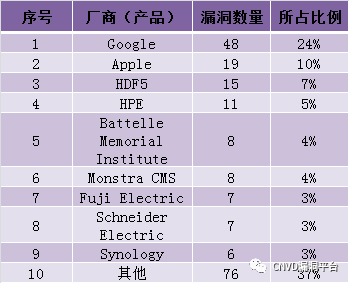 序号 厂商（产品） 漏洞数量 所占比例
1 Google 48 24%
2 Apple 19 10%
3 HDF5 15 7%
4 HPE 11 5%
5 Battelle Memorial Institute 8 4%
6 Monstra CMS 8 4%
7 Fuji Electric 7 3%
8 Schneider Electric 7 3%
9 Synology 6 3%
10 其他 76 37%
CNVD漏洞平台